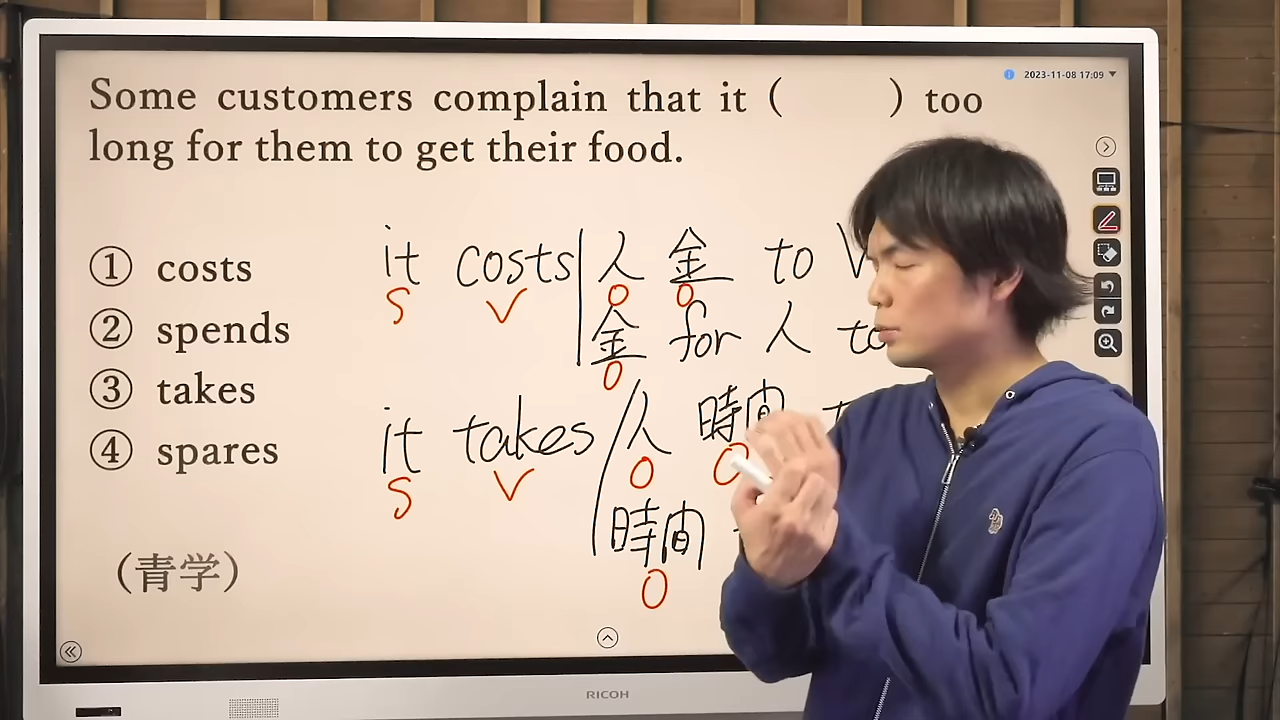 2023-11-08 17:09
Some customers complain that it (　　) too
long for them to get their food.
① costs
② spends
③ takes
④ spares
(青学)
it costs 人 金 to V
S V O O
金 for 人 to
O
it takes 人 時間
S V O O
時間
O
RICOH